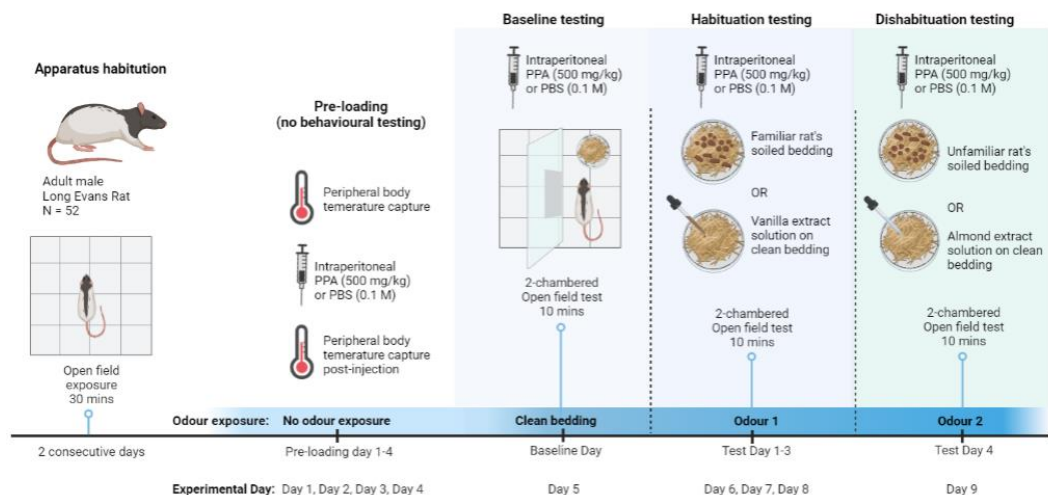 Apparatus habitution
Adult male
Long Evans Rat
N = 52
Open field
exposure
30 mins
Pre-loading
(no behavioural testing)
Peripheral body
temerature capture
Intraperitoneal
PPA (500 mg/kg)
or PBS (0.1 M)
Peripheral body
temperature capture
post-injection
Baseline testing
Intraperitoneal
PPA (500 mg/kg)
or PBS (0.1 M)
2-chambered
Open field test
10 mins
Habituation testing
Intraperitoneal
PPA (500 mg/kg)
or PBS (0.1 M)
Familiar rat's
soiled bedding
OR
Vanilla extract
solution on
clean bedding
2-chambered
Open field test
10 mins
Dishabituation testing
Intraperitoneal
PPA (500 mg/kg)
or PBS (0.1 M)
Unfamiliar rat's
soiled bedding
OR
Almond extract
solution on clean
bedding
2-chambered
Open field test
10 mins
Odour exposure: No odour exposure Clean bedding Odour 1 Odour 2
2 consecutive days Pre-loading day 1-4 Baseline Day Test Day 1-3 Test Day 4
Experimental Day: Day 1, Day 2, Day 3, Day 4 Day 5 Day 6, Day 7, Day 8 Day 9